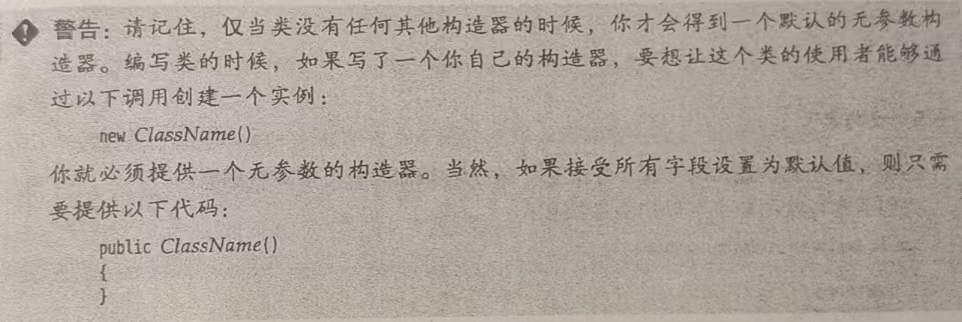 警告：请记住，仅当类没有任何其他构造器的时候，你才会得到一个默认的无参数构
造器。编写类的时候，如果写了一个你自己的构造器，要想让这个类的使用者能够通
过以下调用创建一个实例：
new ClassName()
你就必须提供一个无参数的构造器。当然，如果接受所有字段设置为默认值，则只需
要提供以下代码：
public ClassName()
{
}